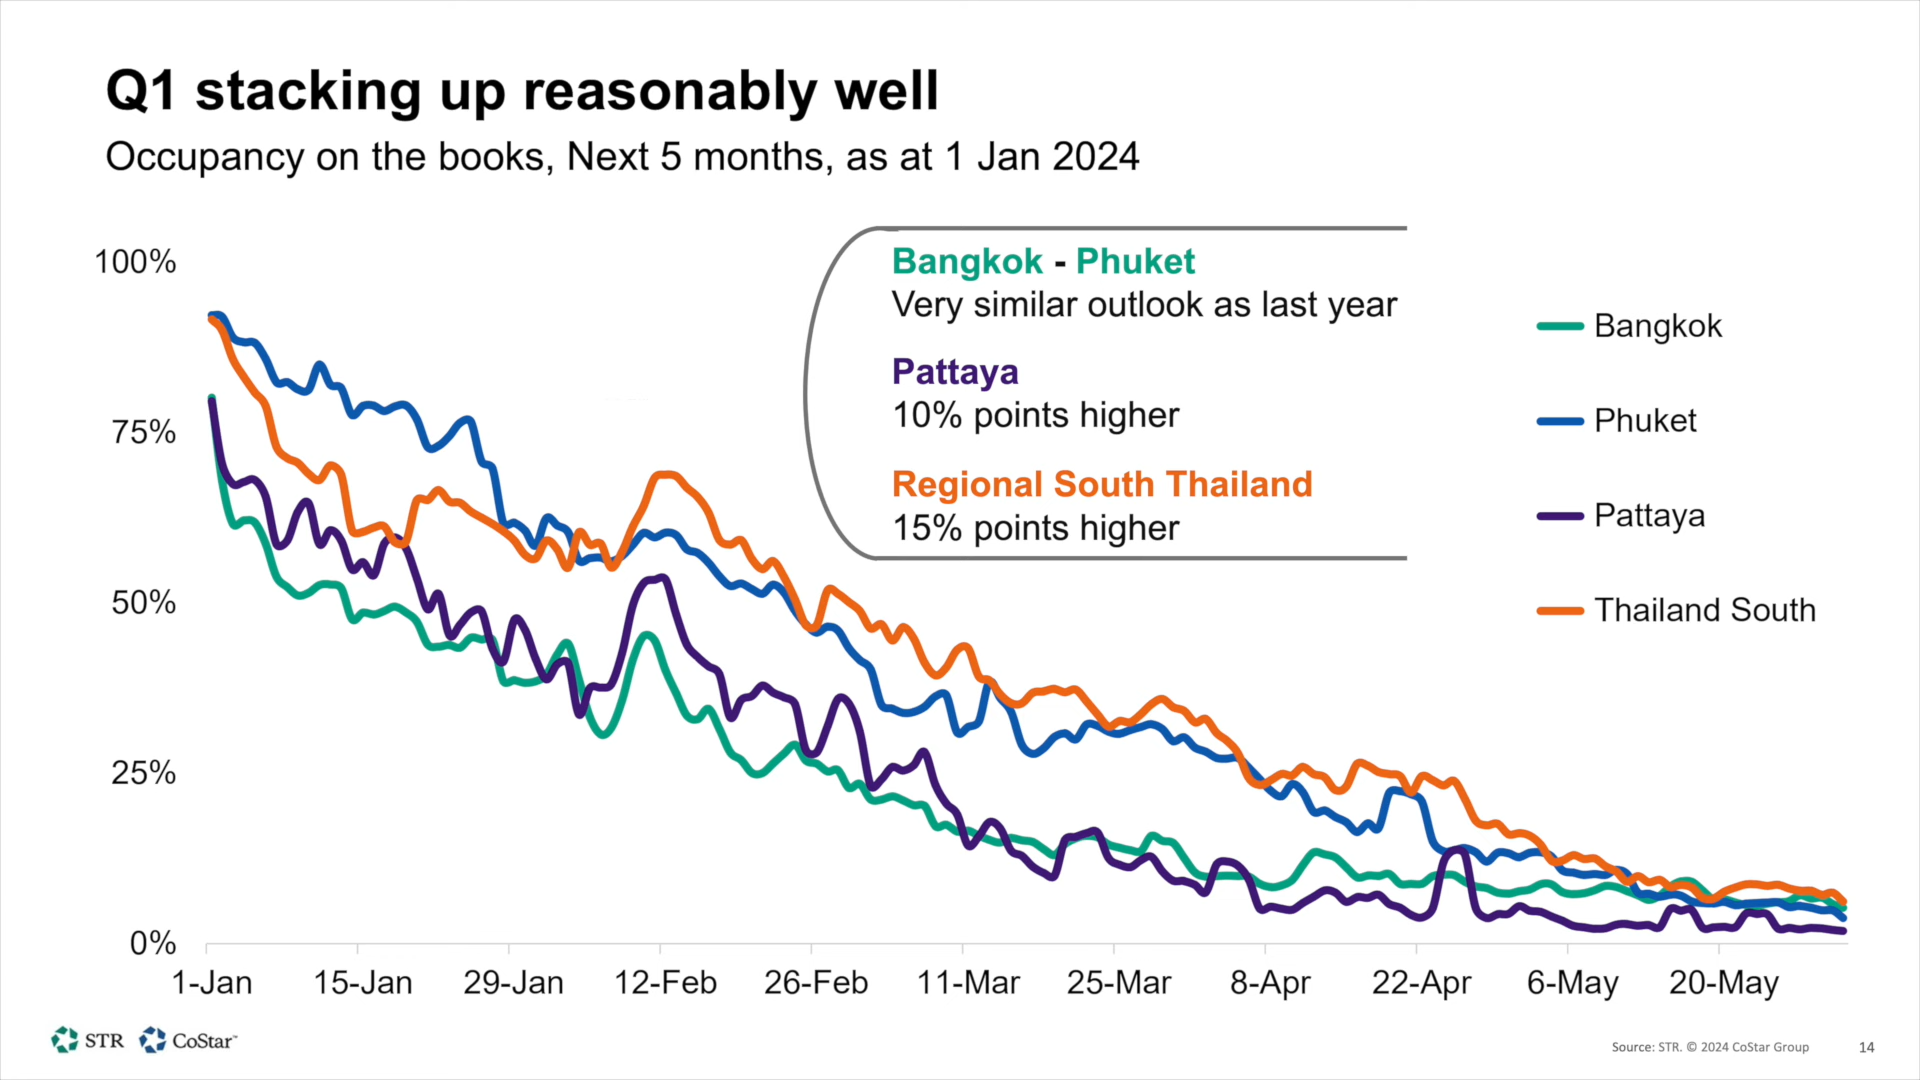 Q1 stacking up reasonably well
Occupancy on the books, Next 5 months, as at 1 Jan 2024
100%
75%
50%
25%
0%
Bangkok - Phuket
Very similar outlook as last year
Pattaya
10% points higher
Regional South Thailand
15% points higher
Bangkok
Phuket
Pattaya
Thailand South
1-Jan 15-Jan 29-Jan 12-Feb 26-Feb 11-Mar 25-Mar 8-Apr 22-Apr 6-May 20-May
STR CoStar™
Source: STR. © 2024 CoStar Group 14